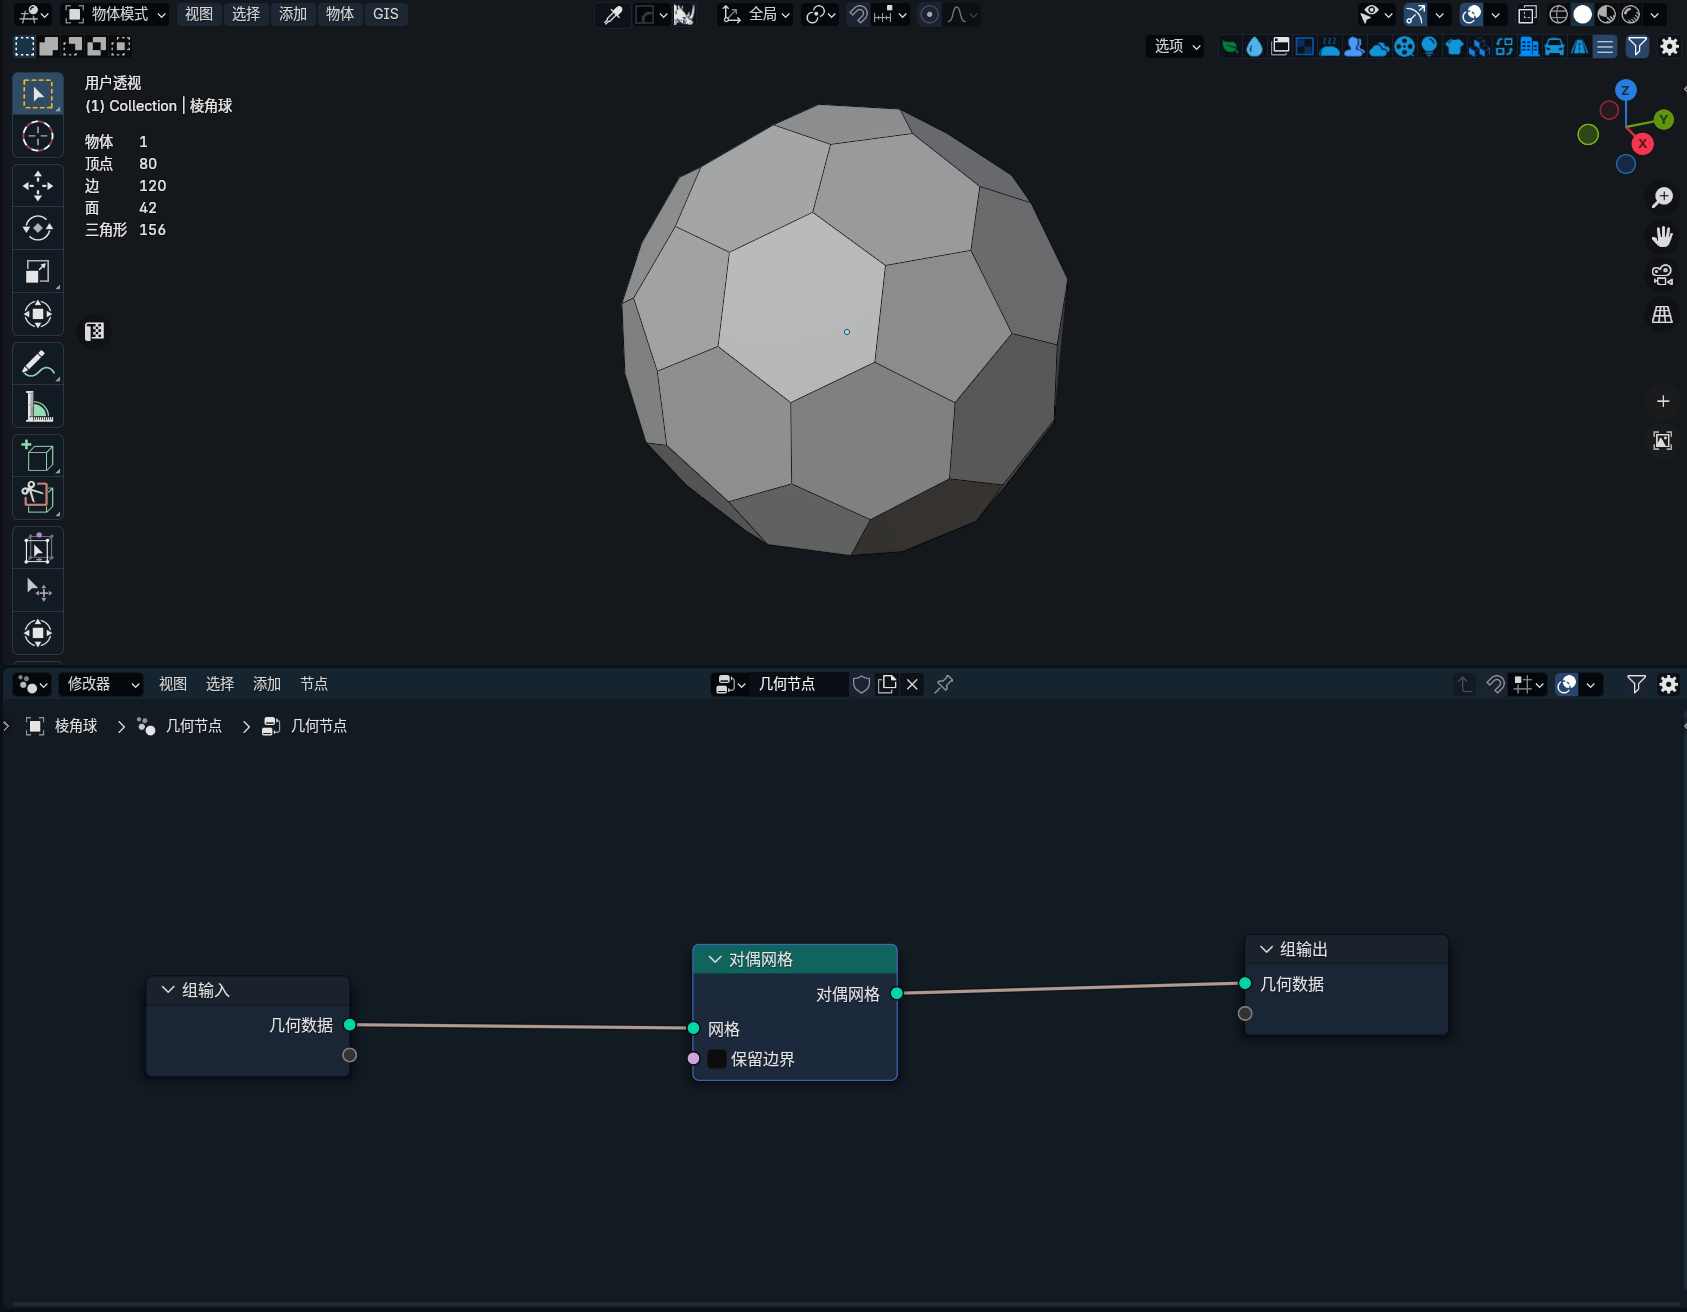 物体模式 视图 选择 添加 物体 GIS 全局
选项
用户透视
(1) Collection | 棱角球
物体 1
顶点 80
边 120
面 42
三角形 156
Z
Y
X
修改器 视图 选择 添加 节点 几何节点
棱角球 几何节点 几何节点
组输出
对偶网格
几何数据
组输入
对偶网格
几何数据
网格
保留边界